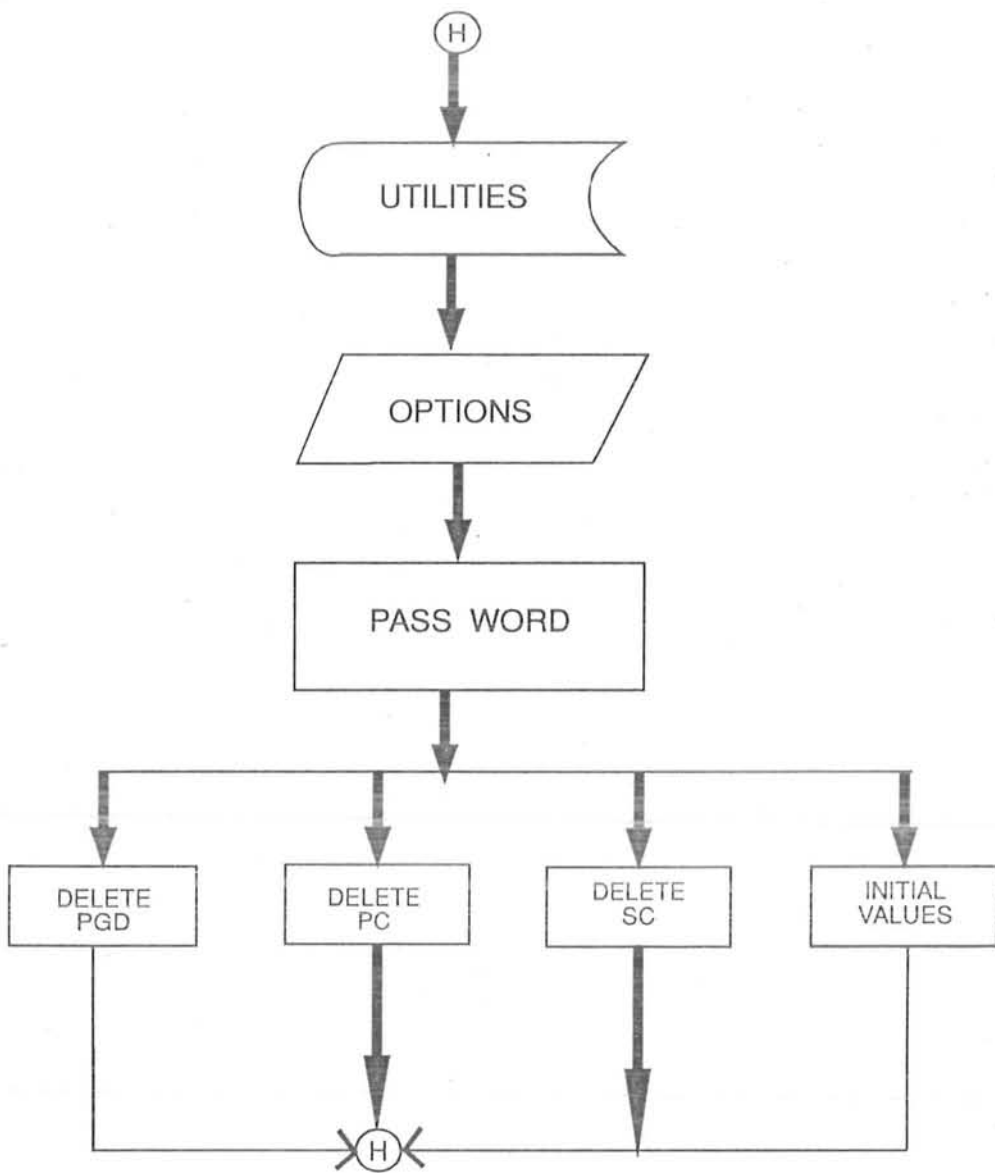 H
UTILITIES
OPTIONS
PASS WORD
DELETE
PGD
DELETE
PC
DELETE
SC
INITIAL
VALUES
H